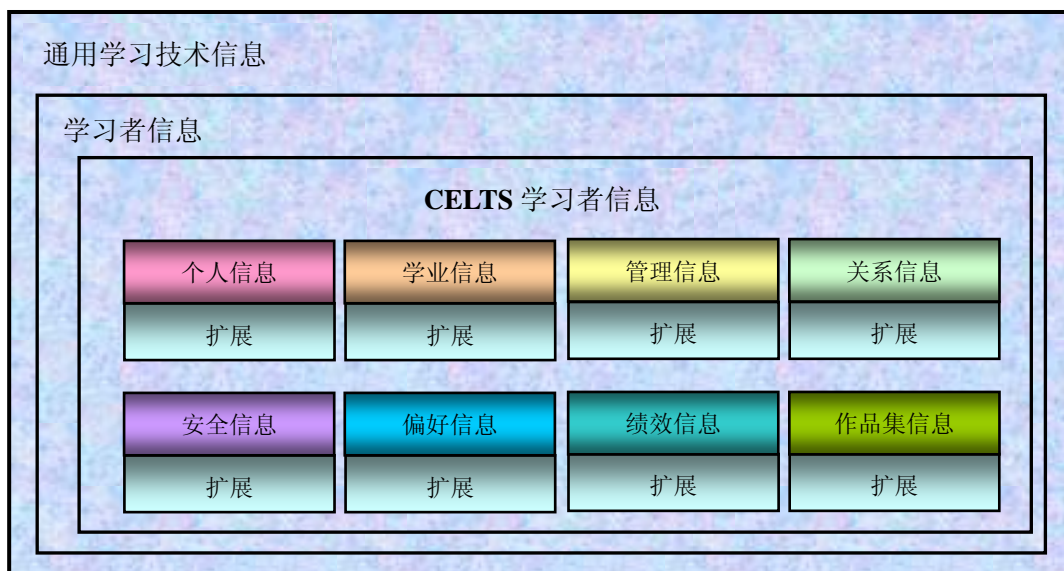 通用学习技术信息
学习者信息
CELTS 学习者信息
个人信息 学业信息 管理信息 关系信息
扩展 扩展 扩展 扩展
安全信息 偏好信息 绩效信息 作品集信息
扩展 扩展 扩展 扩展